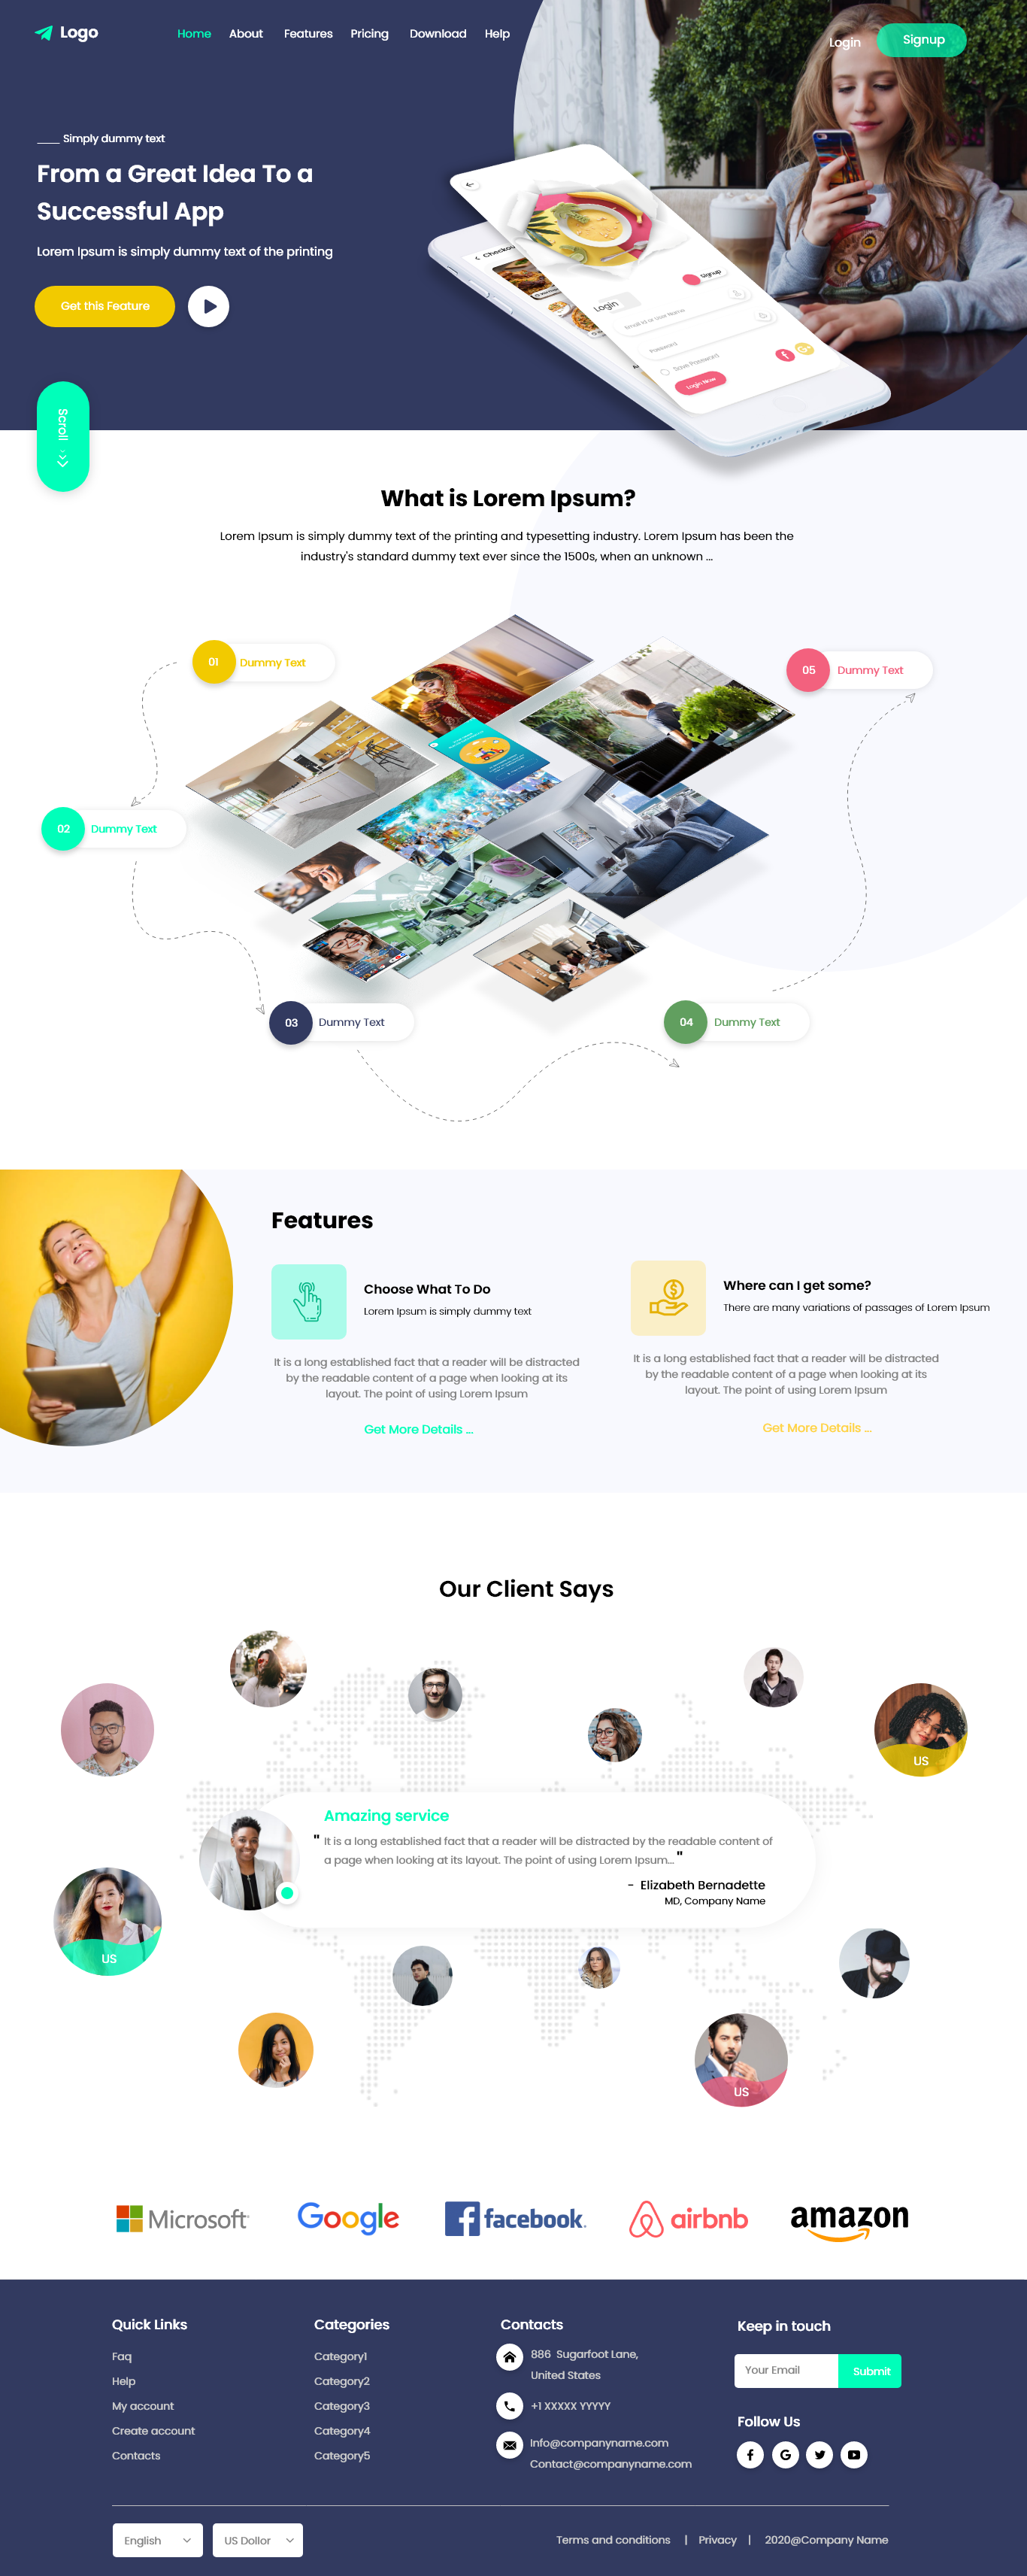 Logo
Home About Features Pricing Download Help
Login
Signup
Simply dummy text
From a Great Idea To a
Successful App
Lorem Ipsum is simply dummy text of the printing
Get this Feature
Scroll
Checkou
Signup
Login
Email Id or User Name
Password
Save Password
Login Now
What is Lorem Ipsum?
Lorem Ipsum is simply dummy text of the printing and typesetting industry. Lorem Ipsum has been the
industry's standard dummy text ever since the 1500s, when an unknown ...
01 Dummy Text
05 Dummy Text
02 Dummy Text
03 Dummy Text
04 Dummy Text
Features
Choose What To Do
Lorem Ipsum is simply dummy text
It is a long established fact that a reader will be distracted
by the readable content of a page when looking at its
layout. The point of using Lorem Ipsum
Get More Details ...
Where can I get some?
There are many variations of passages of Lorem Ipsum
It is a long established fact that a reader will be distracted
by the readable content of a page when looking at its
layout. The point of using Lorem Ipsum
Get More Details ...
Our Client Says
US
Amazing service
" It is a long established fact that a reader will be distracted by the readable content of
a page when looking at its layout. The point of using Lorem Ipsum... "
- Elizabeth Bernadette
MD, Company Name
US
US
Microsoft
Google
facebook.
airbnb
amazon
Quick Links
Faq
Help
My account
Create account
Contacts
Categories
Category1
Category2
Category3
Category4
Category5
Contacts
886 Sugarfoot Lane,
United States
+1 XXXXX YYYYY
Info@companyname.com
Contact@companyname.com
Keep in touch
Your Email
Submit
Follow Us
English
US Dollor
Terms and conditions | Privacy | 2020@Company Name